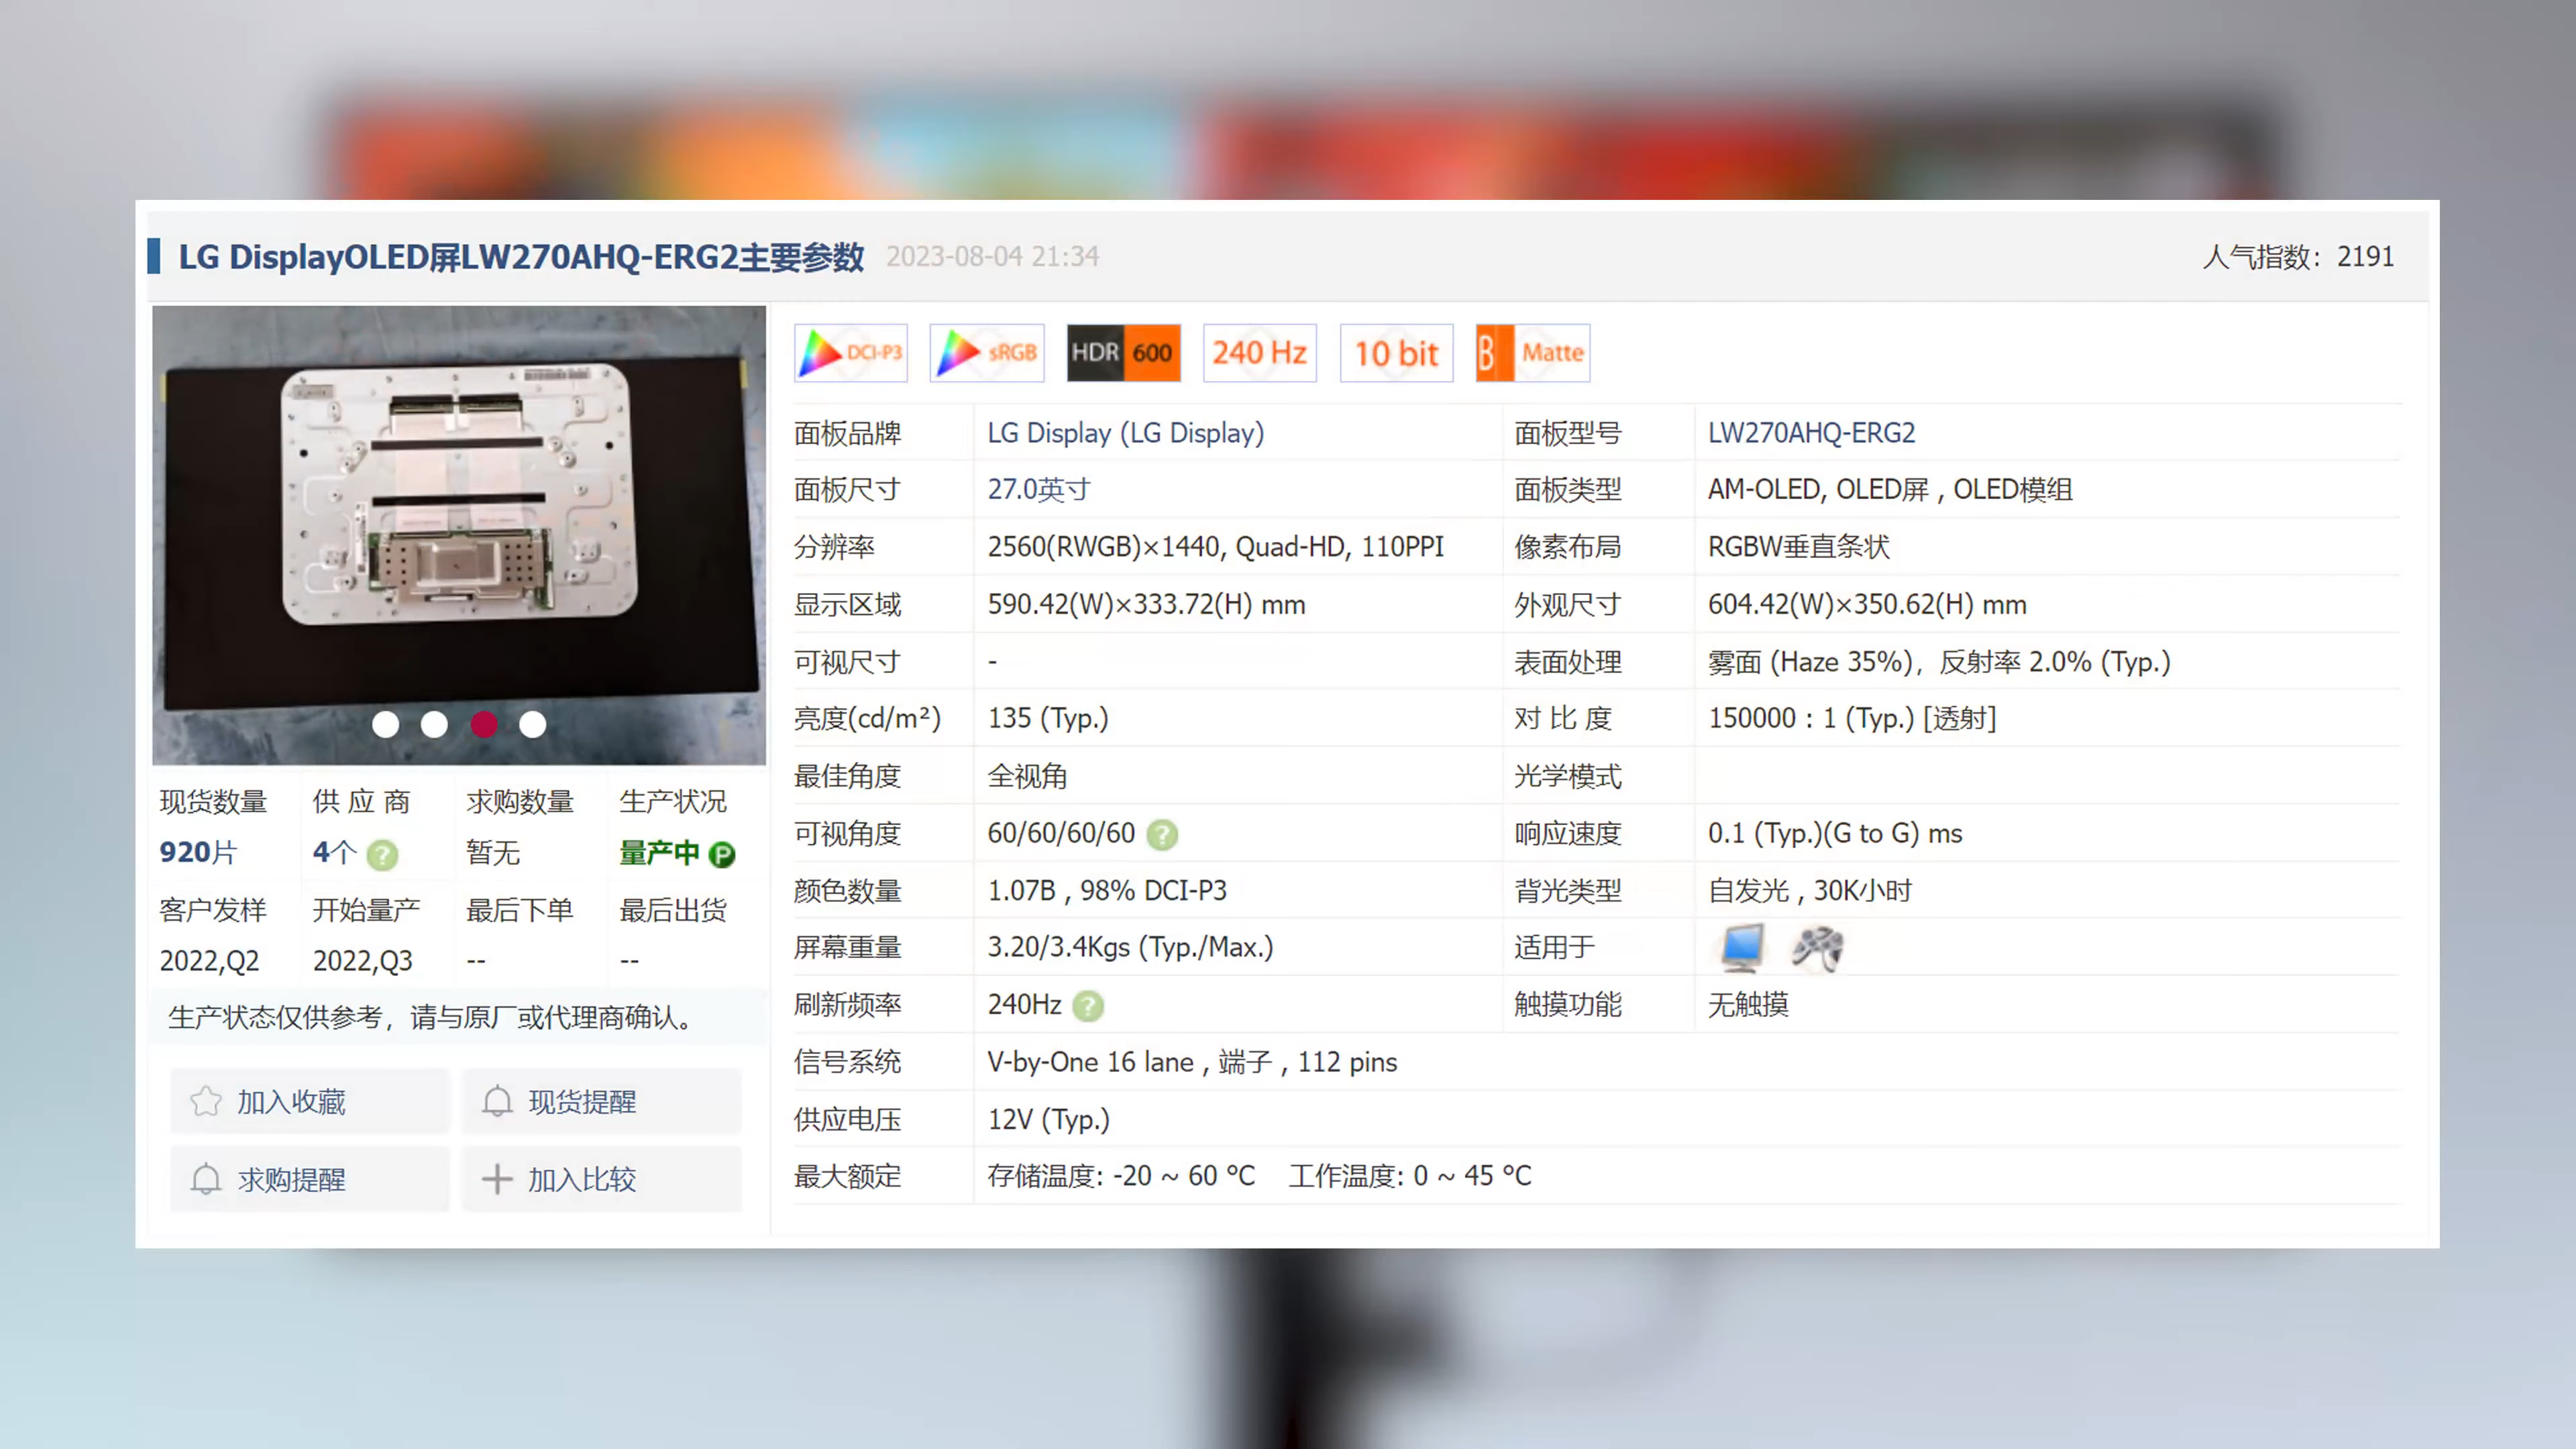 LG DisplayOLED屏LW270AHQ-ERG2主要参数 2023-08-04 21:34 人气指数：2191
DCI-P3 sRGB HDR 600 240 Hz 10 bit B Matte
面板品牌 LG Display (LG Display) 面板型号 LW270AHQ-ERG2
面板尺寸 27.0英寸 面板类型 AM-OLED, OLED屏 , OLED模组
分辨率 2560(RWGB)×1440, Quad-HD, 110PPI 像素布局 RGBW垂直条状
显示区域 590.42(W)×333.72(H) mm 外观尺寸 604.42(W)×350.62(H) mm
可视尺寸 - 表面处理 雾面 (Haze 35%)，反射率 2.0% (Typ.)
亮度(cd/m²) 135 (Typ.) 对 比 度 150000 : 1 (Typ.) [透射]
最佳角度 全视角 光学模式
可视角度 60/60/60/60 ? 响应速度 0.1 (Typ.)(G to G) ms
颜色数量 1.07B , 98% DCI-P3 背光类型 自发光 , 30K小时
屏幕重量 3.20/3.4Kgs (Typ./Max.) 适用于
刷新频率 240Hz ? 触摸功能 无触摸
信号系统 V-by-One 16 lane , 端子 , 112 pins
供应电压 12V (Typ.)
最大额定 存储温度: -20 ~ 60 °C 工作温度: 0 ~ 45 °C
现货数量 供 应 商 求购数量 生产状况
920片 4个 ? 暂无 量产中 P
客户发样 开始量产 最后下单 最后出货
2022,Q2 2022,Q3 -- --
生产状态仅供参考，请与原厂或代理商确认。
加入收藏 现货提醒
求购提醒 加入比较